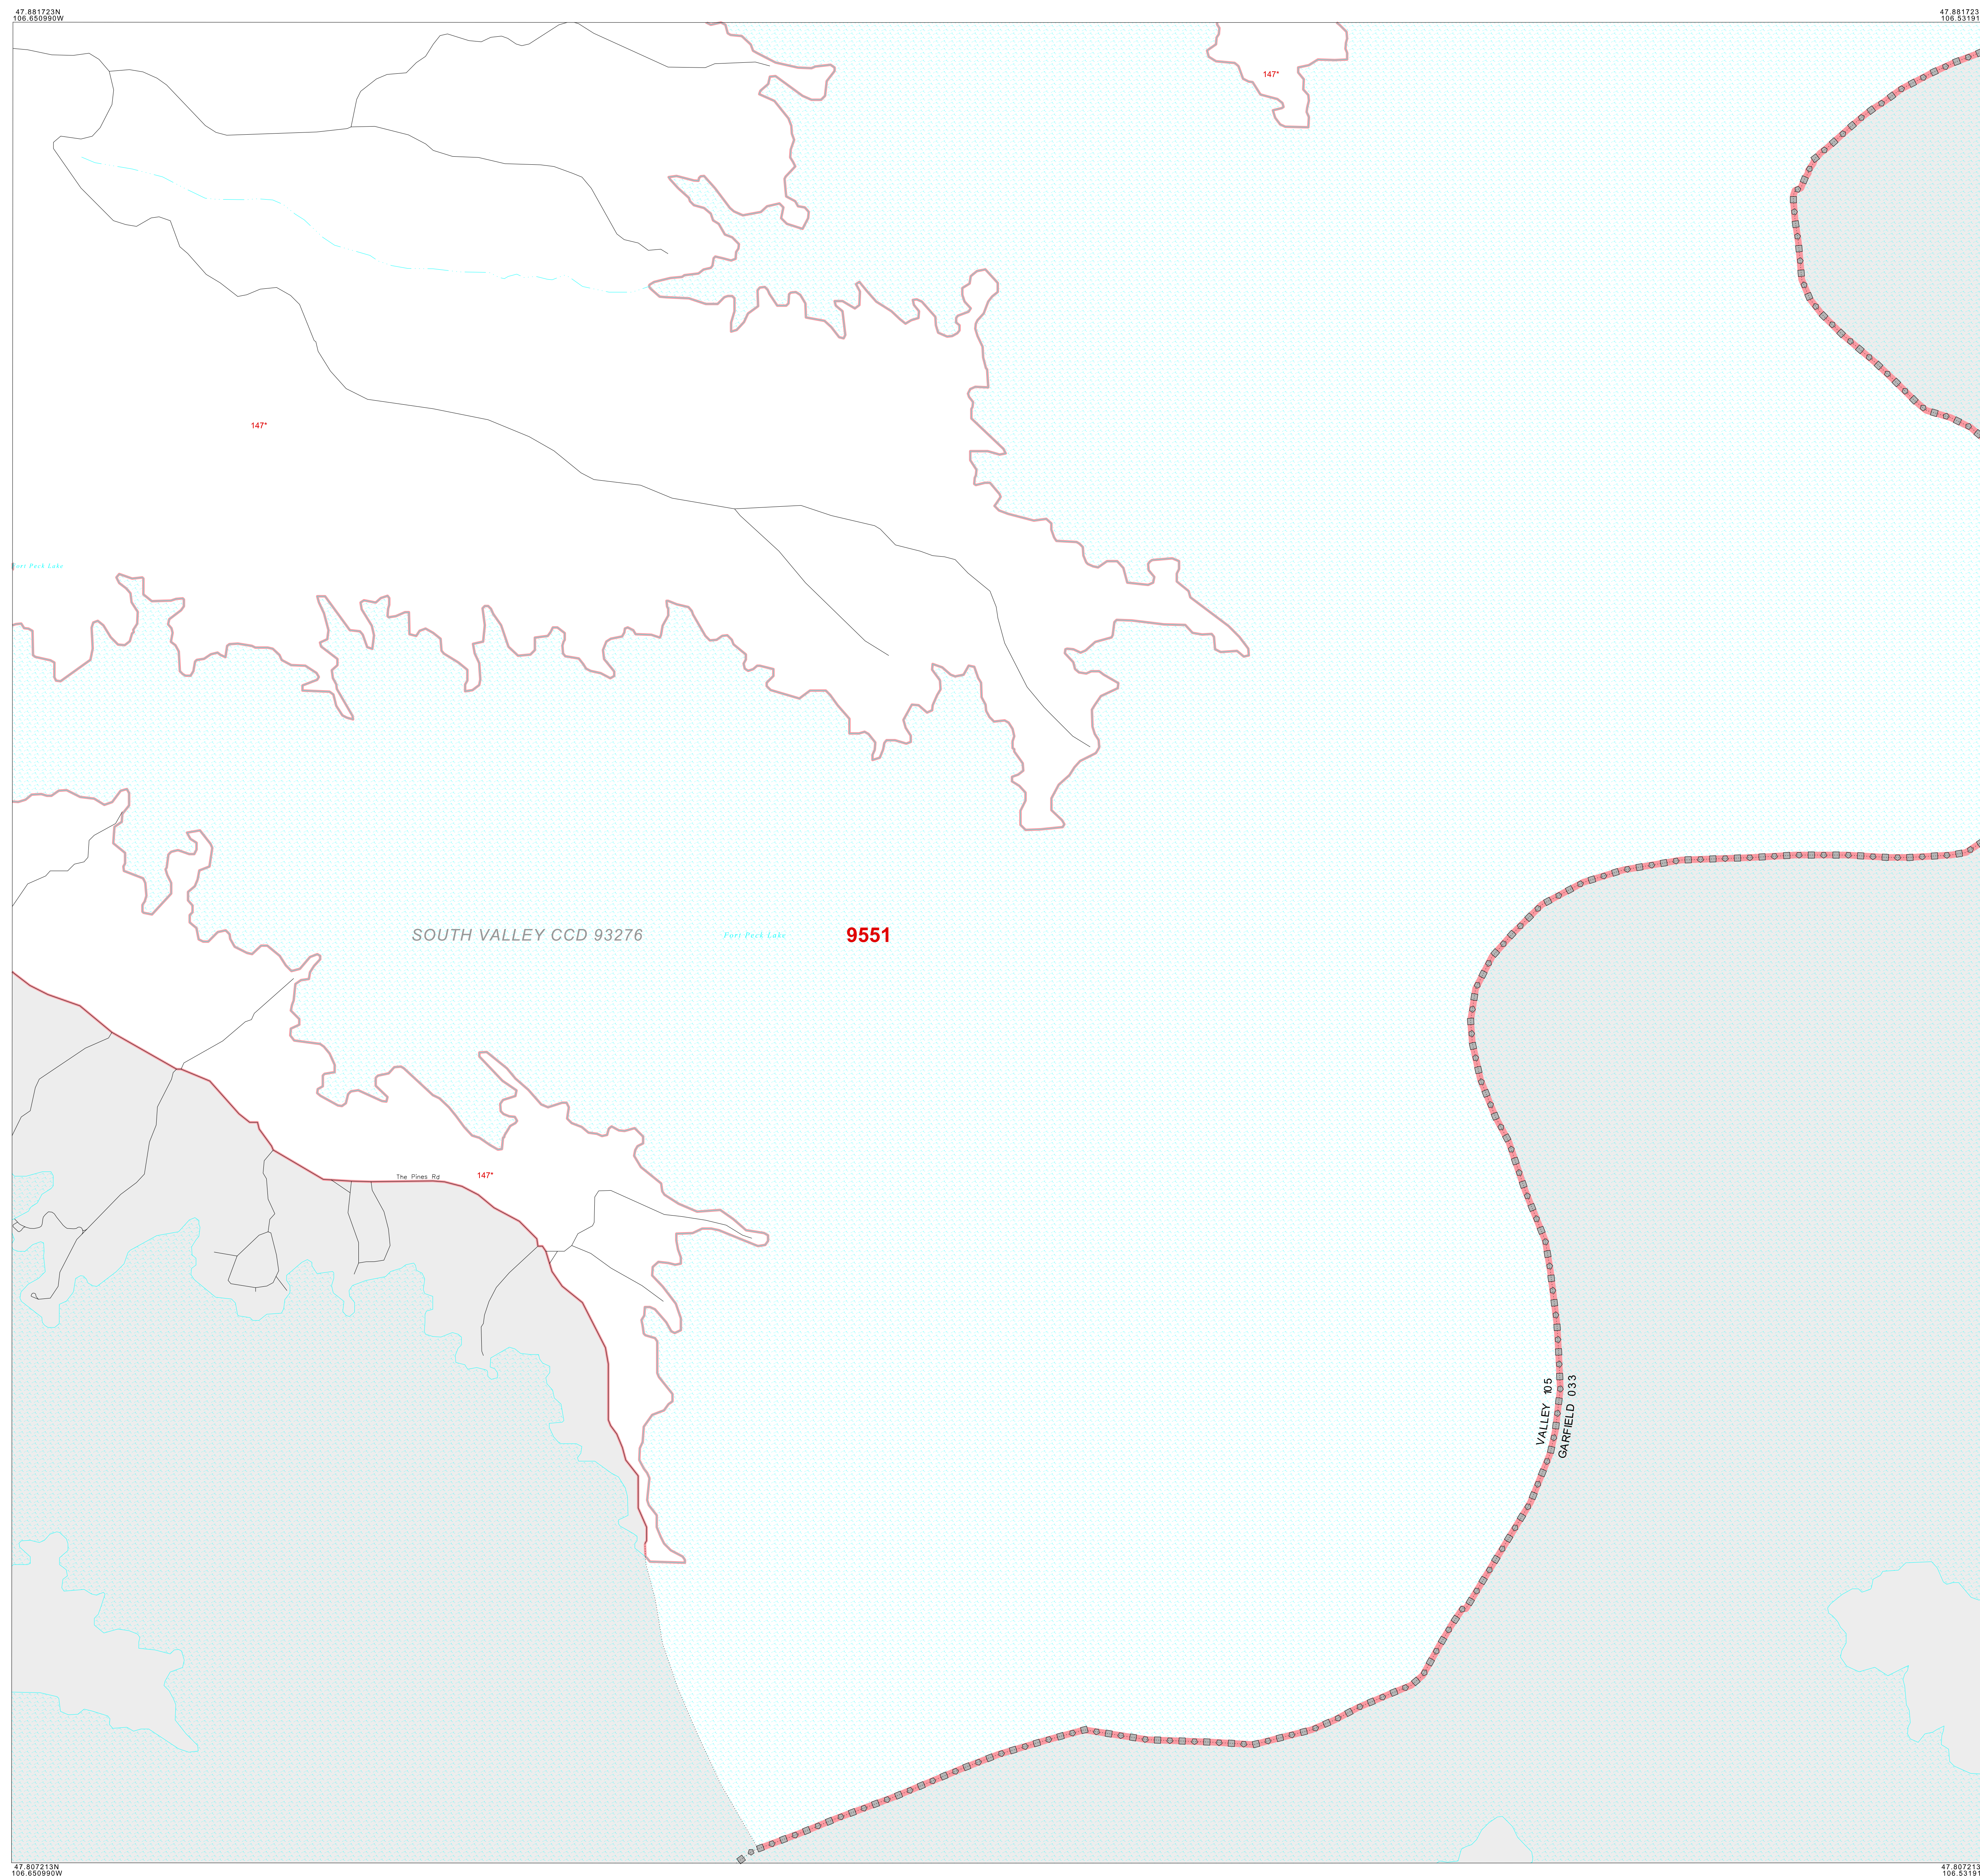 47.881723N
106.650990W
47.881723
106.53191
147*
147*
Fort Peck Lake
SOUTH VALLEY CCD 93276
Fort Peck Lake
9551
The Pines Rd
147*
VALLEY 105
GARFIELD 033
47.807213N
106.650990W
47.807213
106.53191